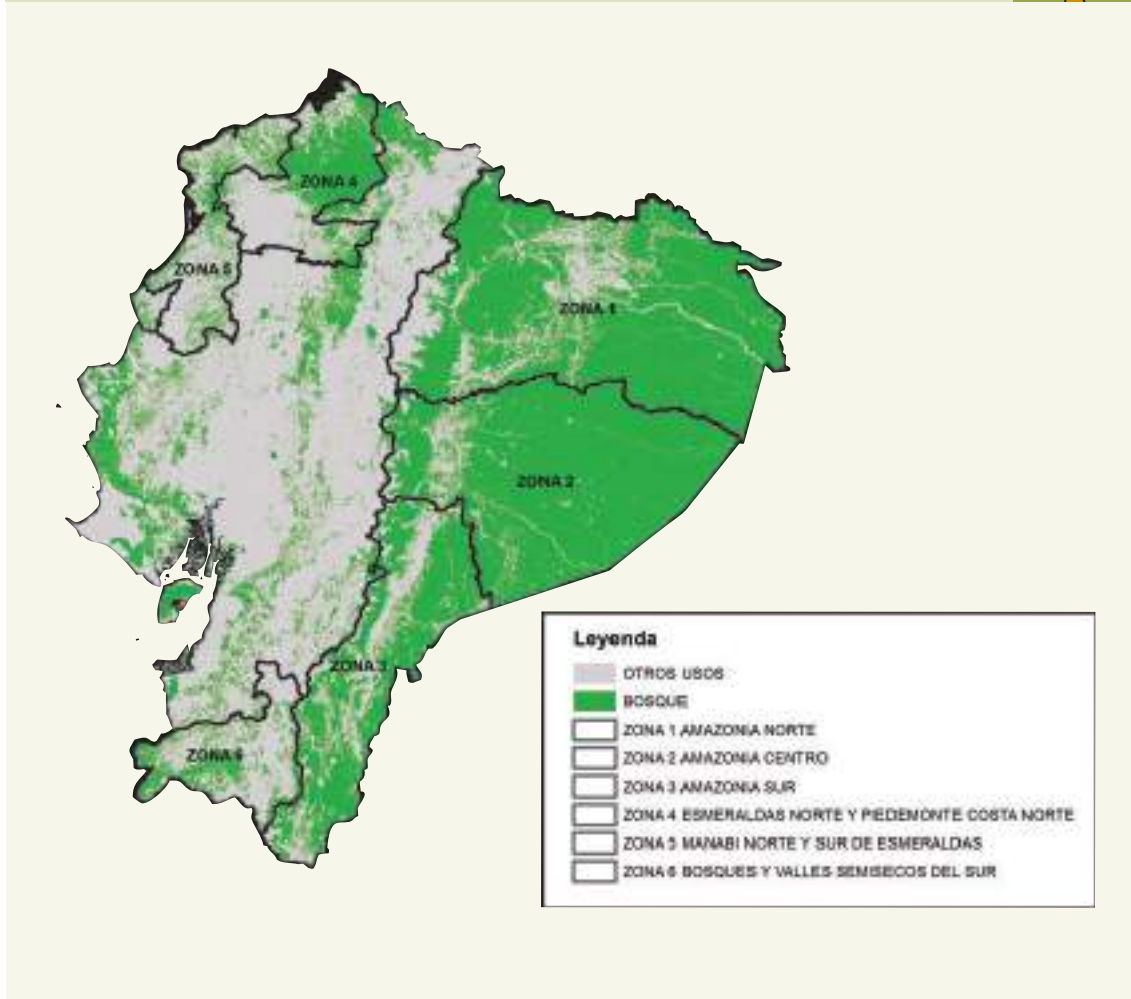 ZONA 4
ZONA 5
ZONA 1
ZONA 2
ZONA 3
ZONA 6
Leyenda
OTROS USOS
BOSQUE
ZONA 1 AMAZONIA NORTE
ZONA 2 AMAZONIA CENTRO
ZONA 3 AMAZONIA SUR
ZONA 4 ESMERALDAS NORTE Y PIEDEMONTE COSTA NORTE
ZONA 5 MANABI NORTE Y SUR DE ESMERALDAS
ZONA 6 BOSQUES Y VALLES SEMISECOS DEL SUR